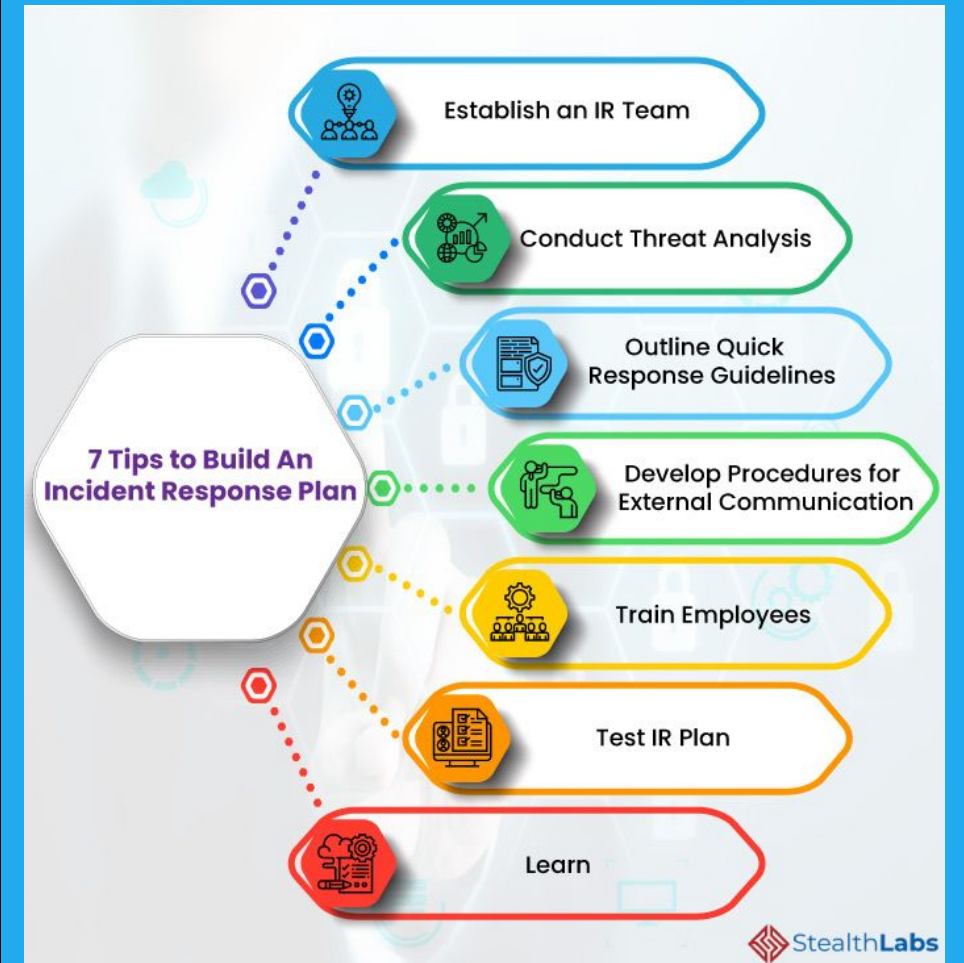 Establish an IR Team
Conduct Threat Analysis
Outline Quick
Response Guidelines
7 Tips to Build An
Incident Response Plan
Develop Procedures for
External Communication
Train Employees
Test IR Plan
Learn
StealthLabs